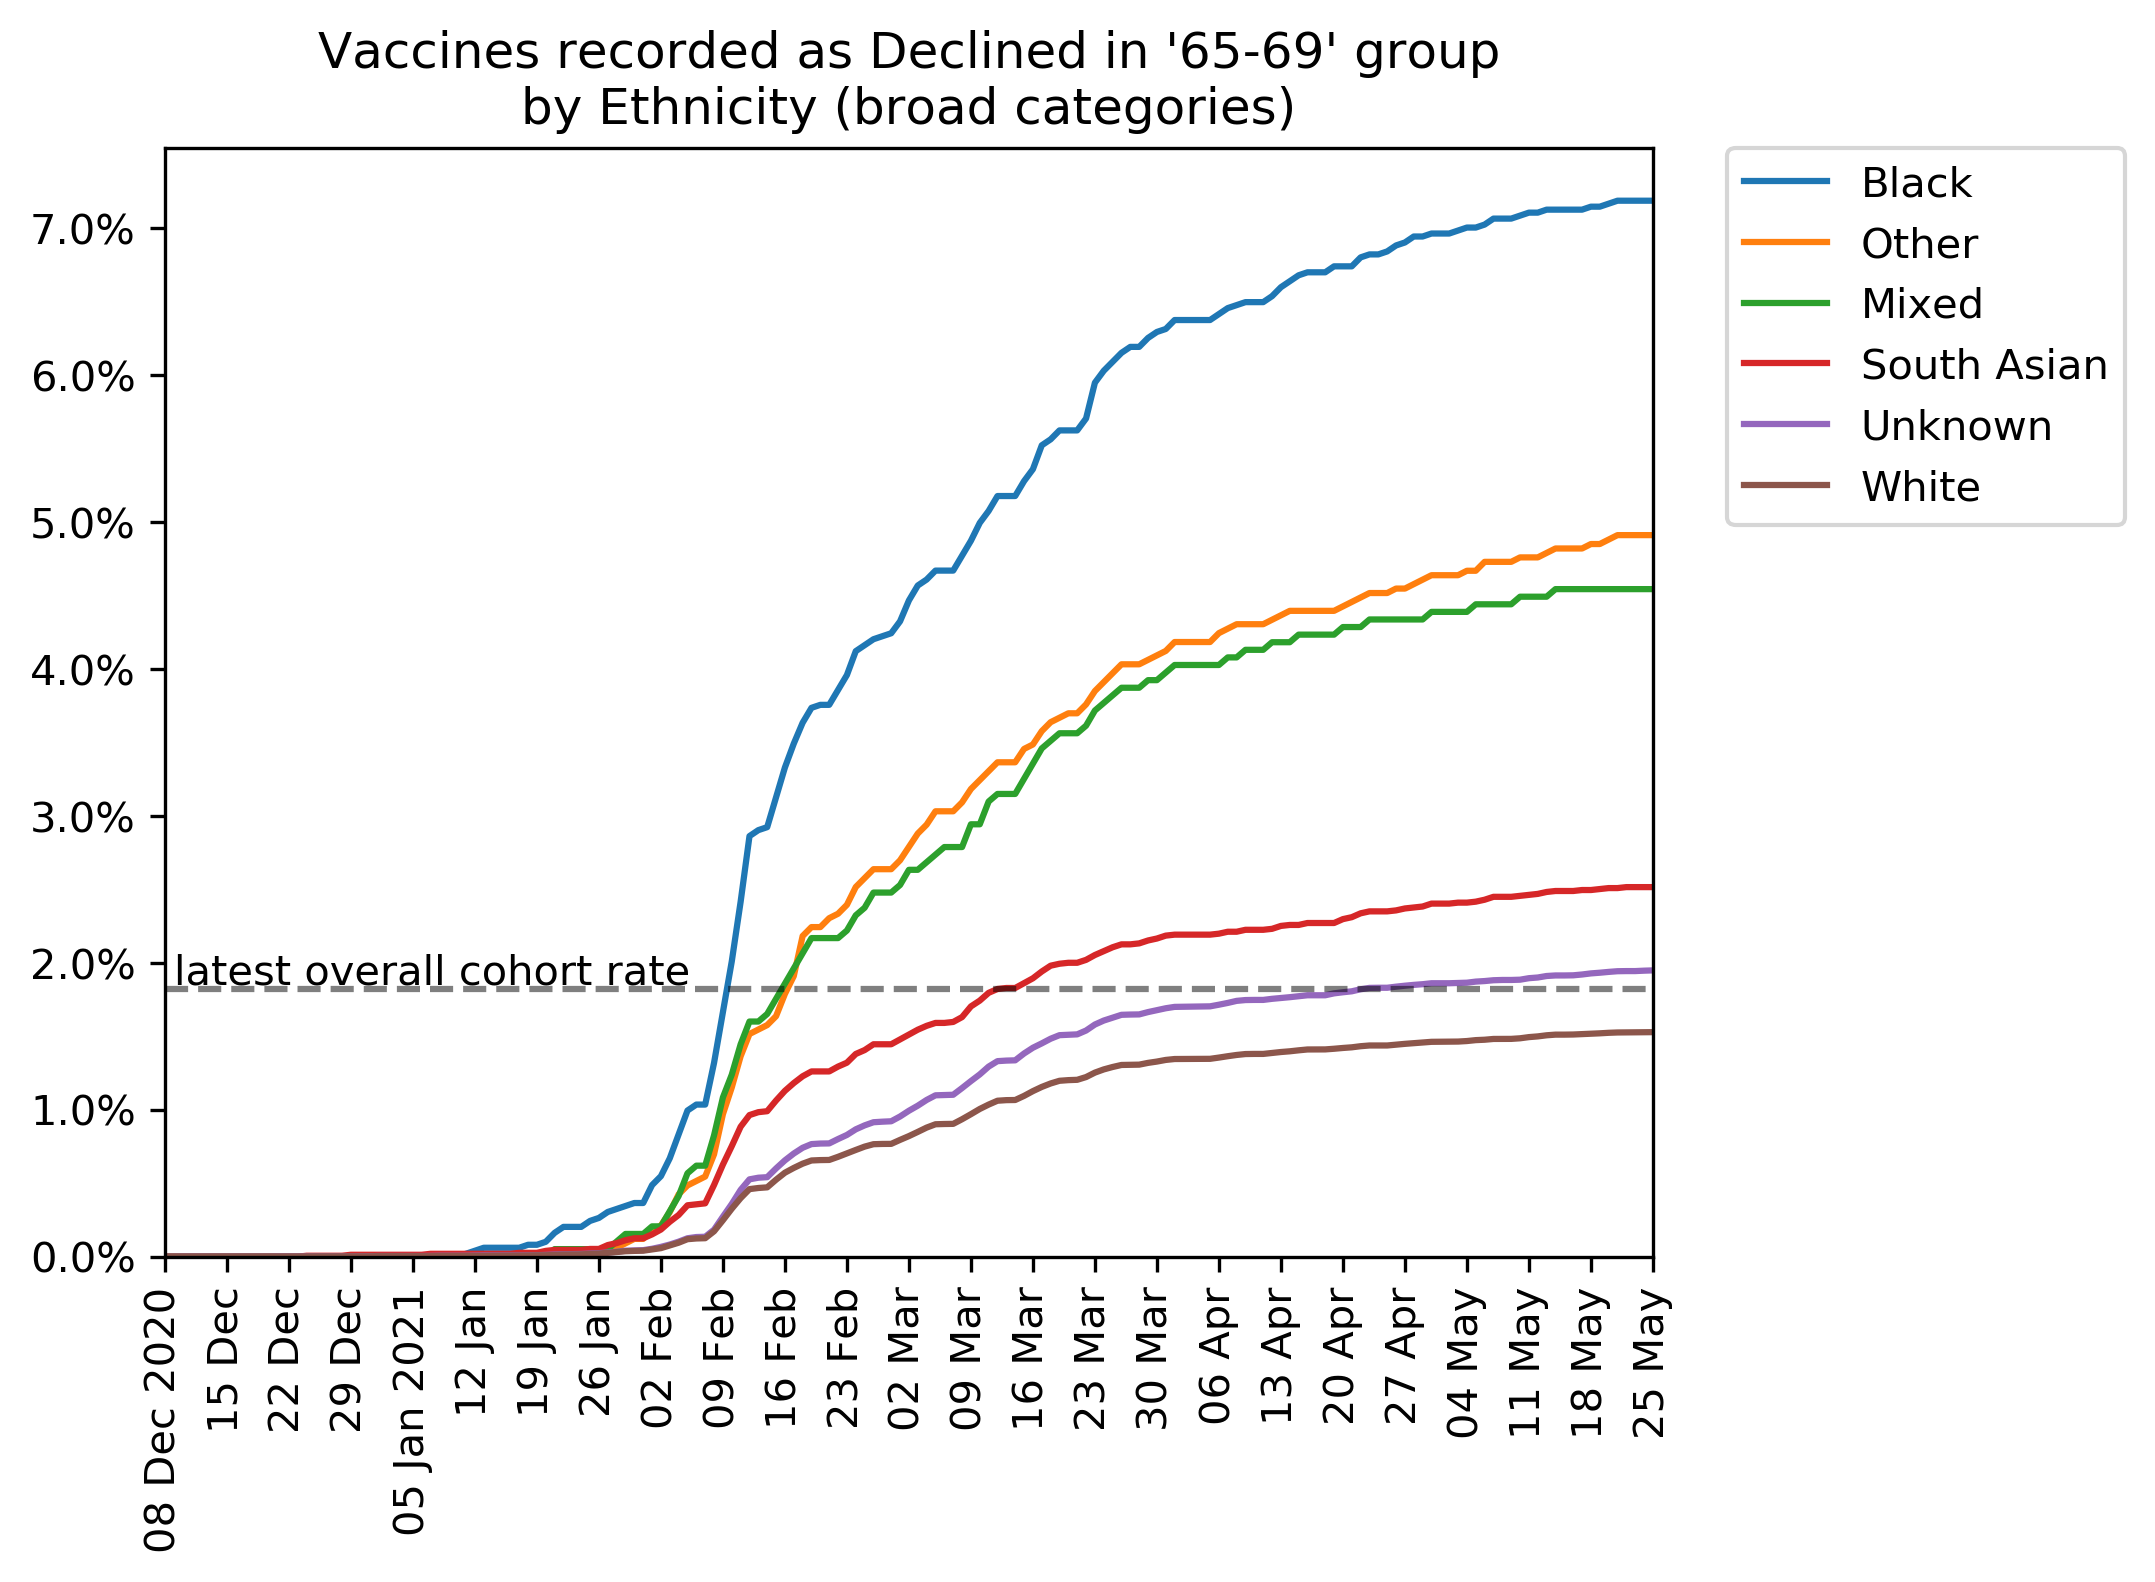 Vaccines recorded as Declined in '65-69' group
by Ethnicity (broad categories)
7.0%
6.0%
5.0%
4.0%
3.0%
2.0%
1.0%
0.0%
latest overall cohort rate
08 Dec 2020
15 Dec
22 Dec
29 Dec
05 Jan 2021
12 Jan
19 Jan
26 Jan
02 Feb
09 Feb
16 Feb
23 Feb
02 Mar
09 Mar
16 Mar
23 Mar
30 Mar
06 Apr
13 Apr
20 Apr
27 Apr
04 May
11 May
18 May
25 May
Black
Other
Mixed
South Asian
Unknown
White